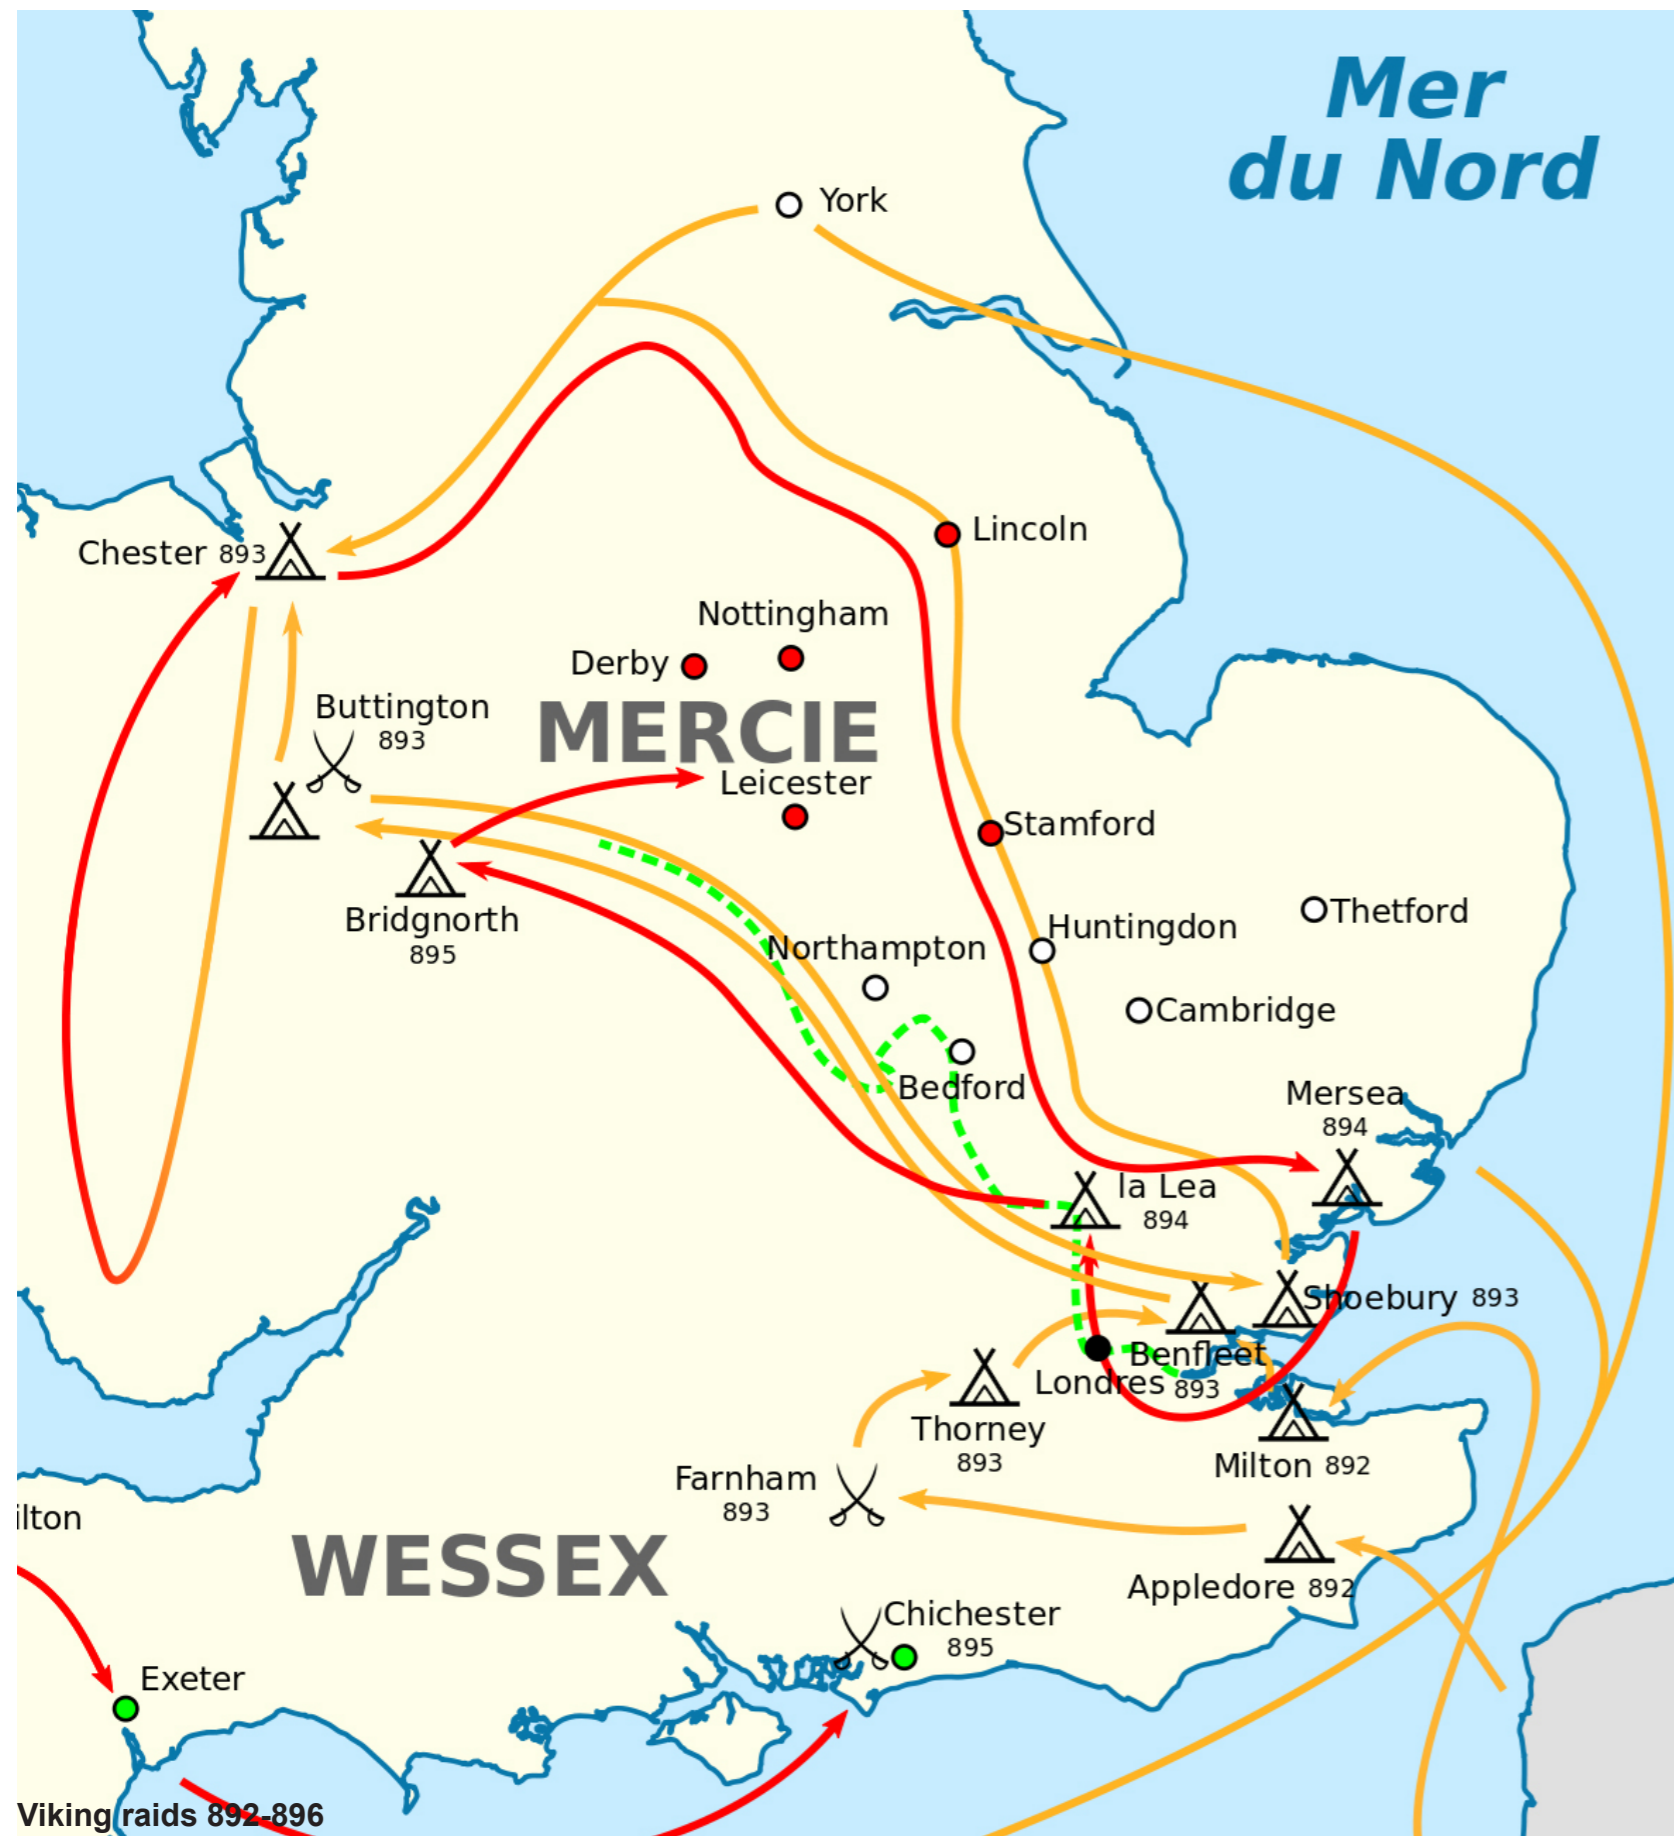 Mer
du Nord
York
Lincoln
Chester 893
Nottingham
Derby
MERCIE
Buttington
893
Leicester
Stamford
Bridgnorth
895
Thetford
Huntingdon
Northampton
Cambridge
Bedford
Mersea
894
la Lea
894
Shoebury 893
Benfleet
893
Londres
Thorney
893
Milton 892
Farnham
893
ilton
WESSEX
Appledore 892
Chichester
895
Exeter
Viking raids 892-896